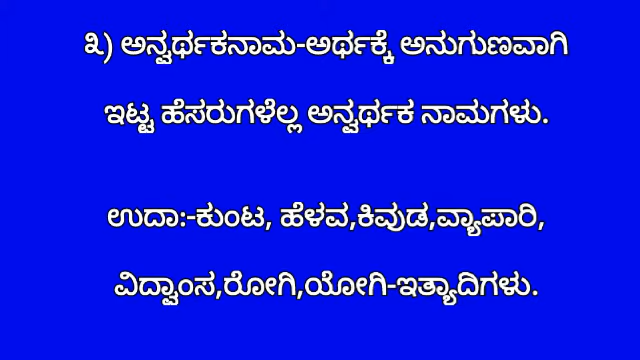 ೩) ಅನ್ವರ್ಥಕನಾಮ-ಅರ್ಥಕ್ಕೆ ಅನುಗುಣವಾಗಿ
ಇಟ್ಟ ಹೆಸರುಗಳೆಲ್ಲ ಅನ್ವರ್ಥಕ ನಾಮಗಳು.
ಉದಾ:-ಕುಂಟ, ಹೆಳವ,ಕಿವುಡ,ವ್ಯಾಪಾರಿ,
ವಿದ್ವಾಂಸ,ರೋಗಿ,ಯೋಗಿ-ಇತ್ಯಾದಿಗಳು.